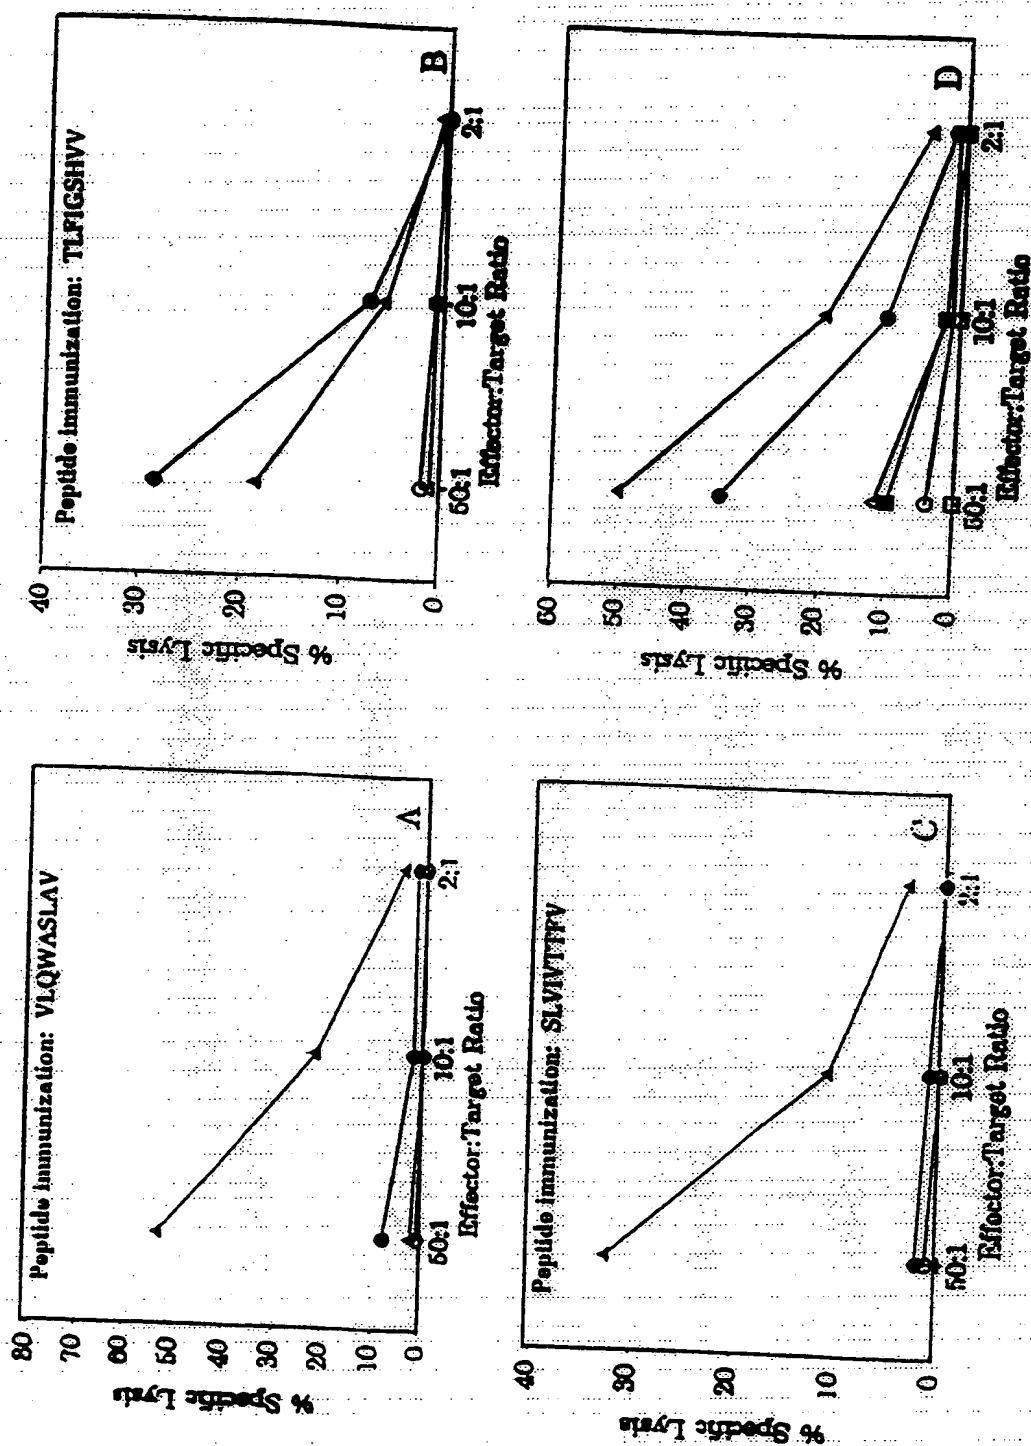 Peptide immunization: VLQWASLAV
80
70
60
50
40
30
20
10
0
% Specific Lysis
50:1
10:1
2:1
Effector:Target Ratio
A
Peptide immunization: TLFIGSHVV
40
30
20
10
0
% Specific Lysis
50:1
10:1
2:1
Effector:Target Ratio
B
Peptide immunization: SLVIVTTFV
40
30
20
10
0
% Specific Lysis
50:1
10:1
2:1
Effector:Target Ratio
C
60
50
40
30
20
10
0
% Specific Lysis
50:1
10:1
2:1
Effector:Target Ratio
D